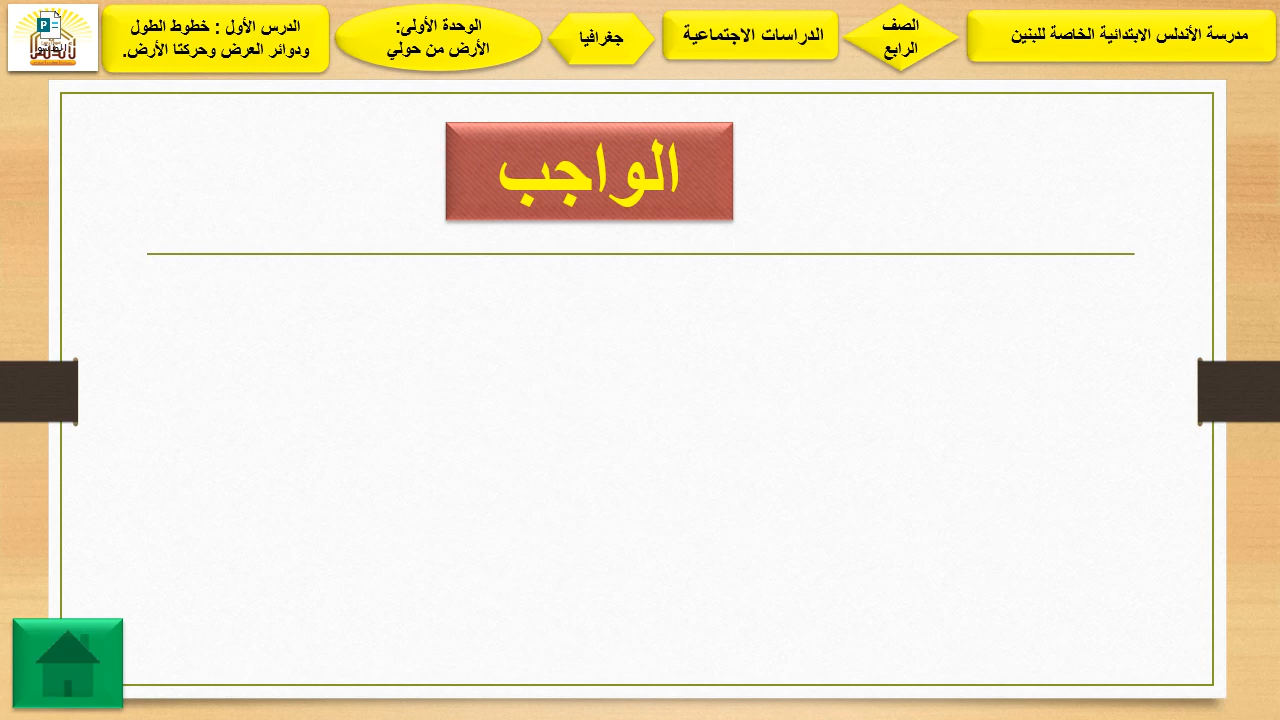 مدرسة الأندلس الابتدائية الخاصة للبنين
الصف
الرابع
الدراسات الاجتماعية
جغرافيا
الوحدة الأولى:
الأرض من حولي
الدرس الأول : خطوط الطول
ودوائر العرض وحركتا الأرض.
الواجب